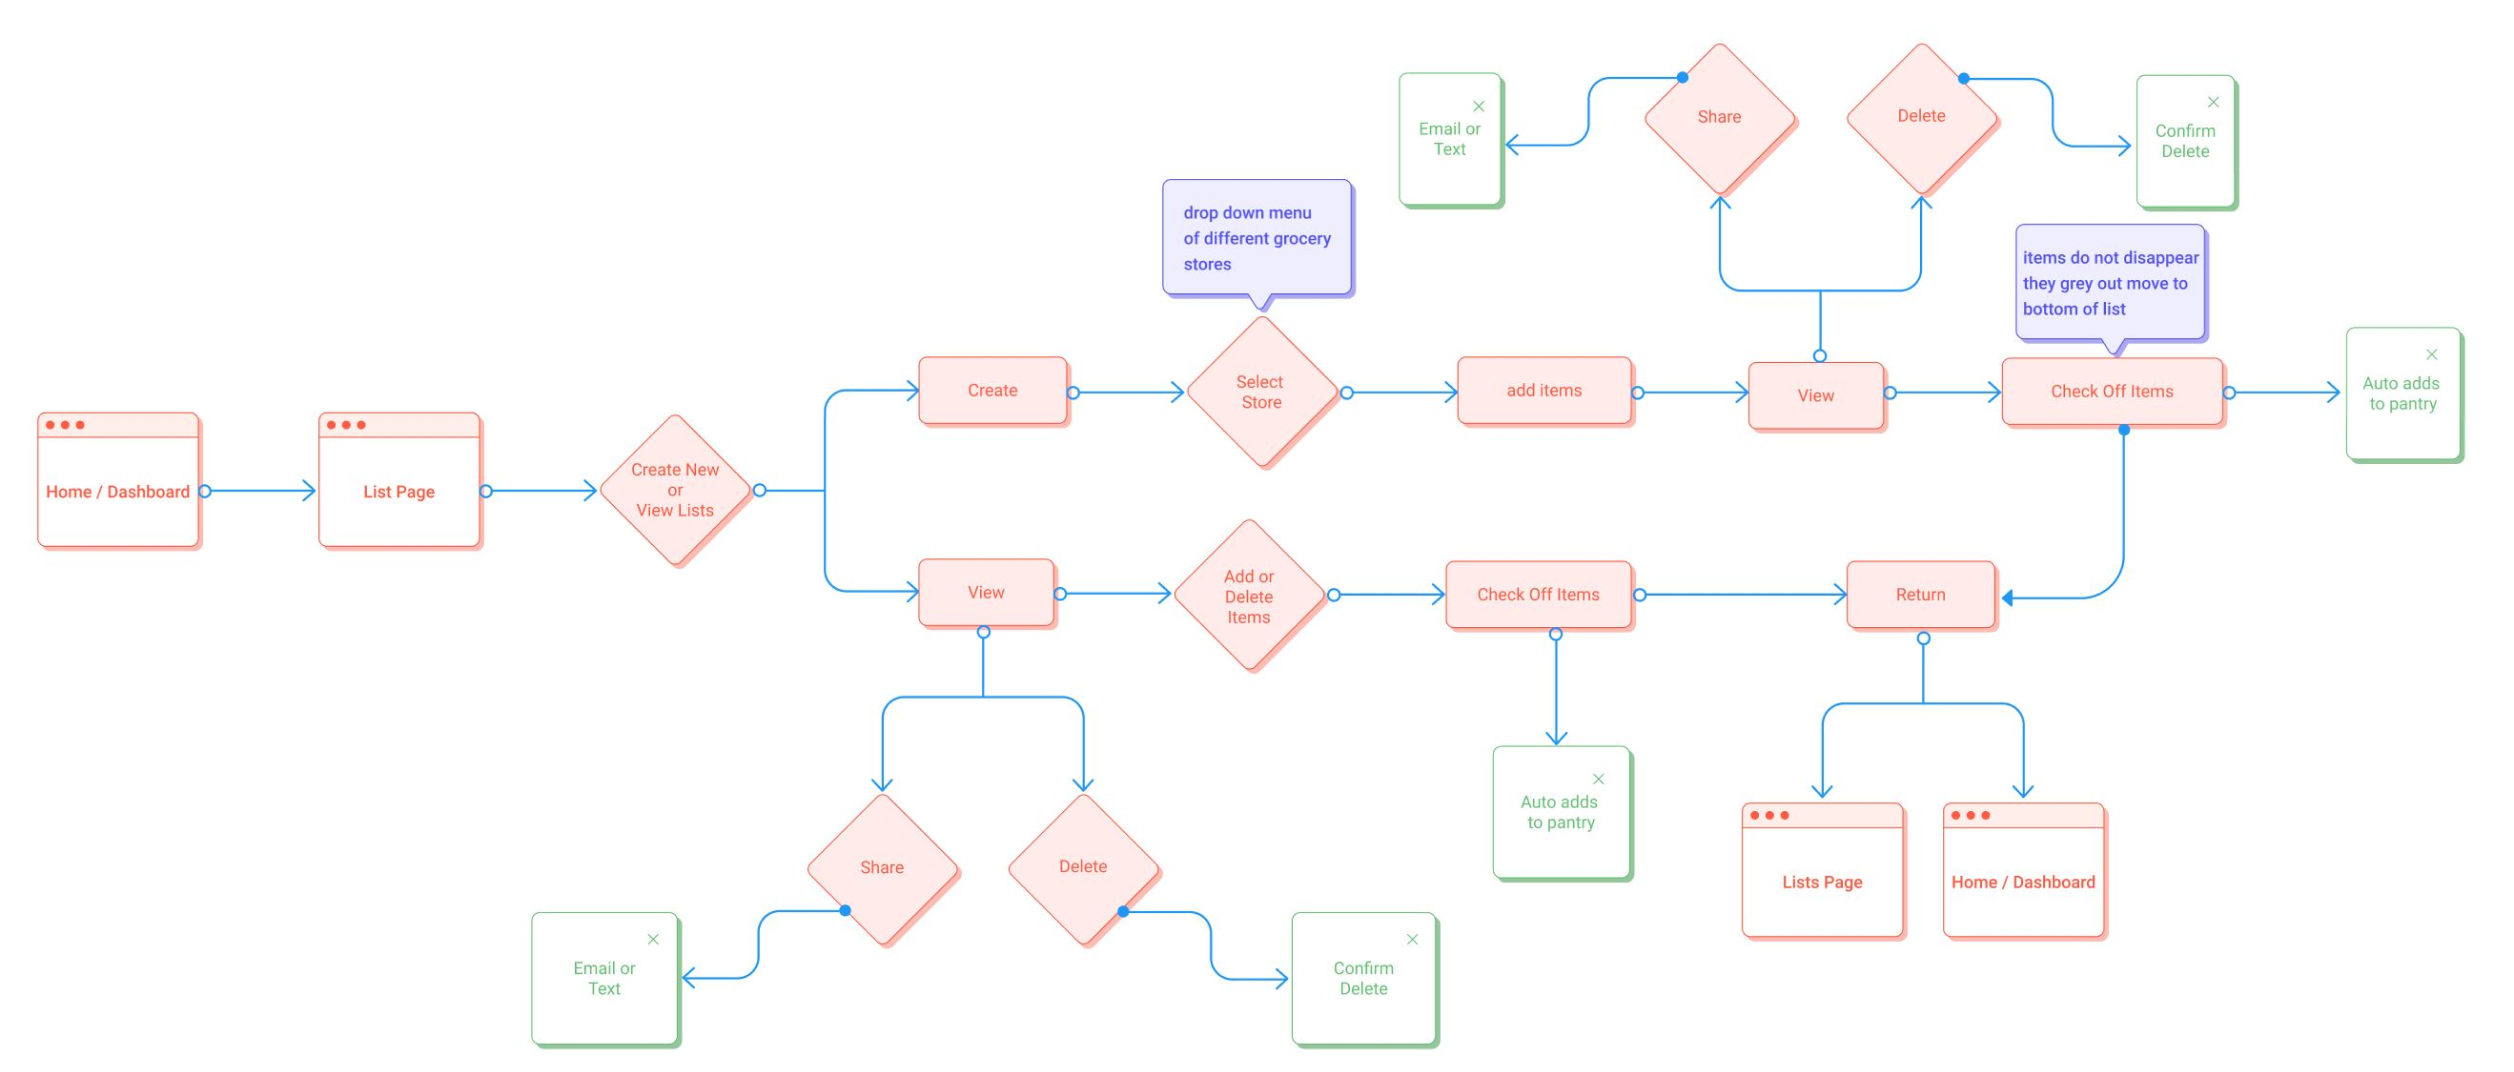 Email or
Text
Share
Delete
Confirm
Delete
drop down menu
of different grocery
stores
items do not disappear
they grey out move to
bottom of list
Home / Dashboard
List Page
Create New
or
View Lists
Create
Select
Store
add items
View
Check Off Items
Auto adds
to pantry
View
Add or
Delete
Items
Check Off Items
Return
Share
Delete
Email or
Text
Confirm
Delete
Auto adds
to pantry
Lists Page
Home / Dashboard